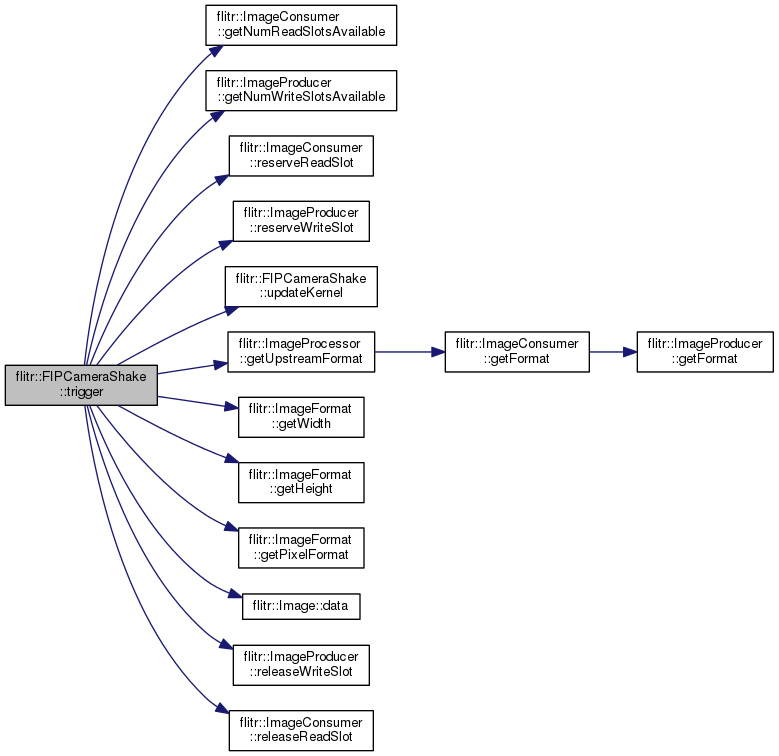 flitr::ImageConsumer
::getNumReadSlotsAvailable
flitr::ImageProducer
::getNumWriteSlotsAvailable
flitr::ImageConsumer
::reserveReadSlot
flitr::ImageProducer
::reserveWriteSlot
flitr::FIPCameraShake
::updateKernel
flitr::FIPCameraShake
::trigger
flitr::ImageProcessor
::getUpstreamFormat
flitr::ImageConsumer
::getFormat
flitr::ImageProducer
::getFormat
flitr::ImageFormat
::getWidth
flitr::ImageFormat
::getHeight
flitr::ImageFormat
::getPixelFormat
flitr::Image::data
flitr::ImageProducer
::releaseWriteSlot
flitr::ImageConsumer
::releaseReadSlot